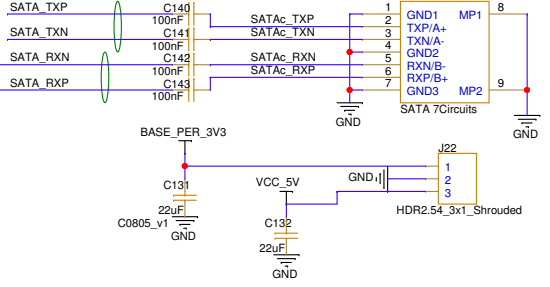 SATA_TXP C140 1 GND1 MP1 8
100nF SATAc_TXP 2 TXP/A+
SATA_TXN C141 SATAc_TXN 3 TXN/A-
100nF 4 GND2
SATA_RXN C142 SATAc_RXN 5 RXN/B-
100nF SATAc_RXP 6 RXP/B+
SATA_RXP C143 7 GND3 MP2 9
100nF
SATA 7Circuits
GND GND
BASE_PER_3V3
J22
1
C131 VCC_5V GND 2
3
22uF HDR2.54_3x1_Shrouded
C0805_v1 C132
GND
22uF
GND